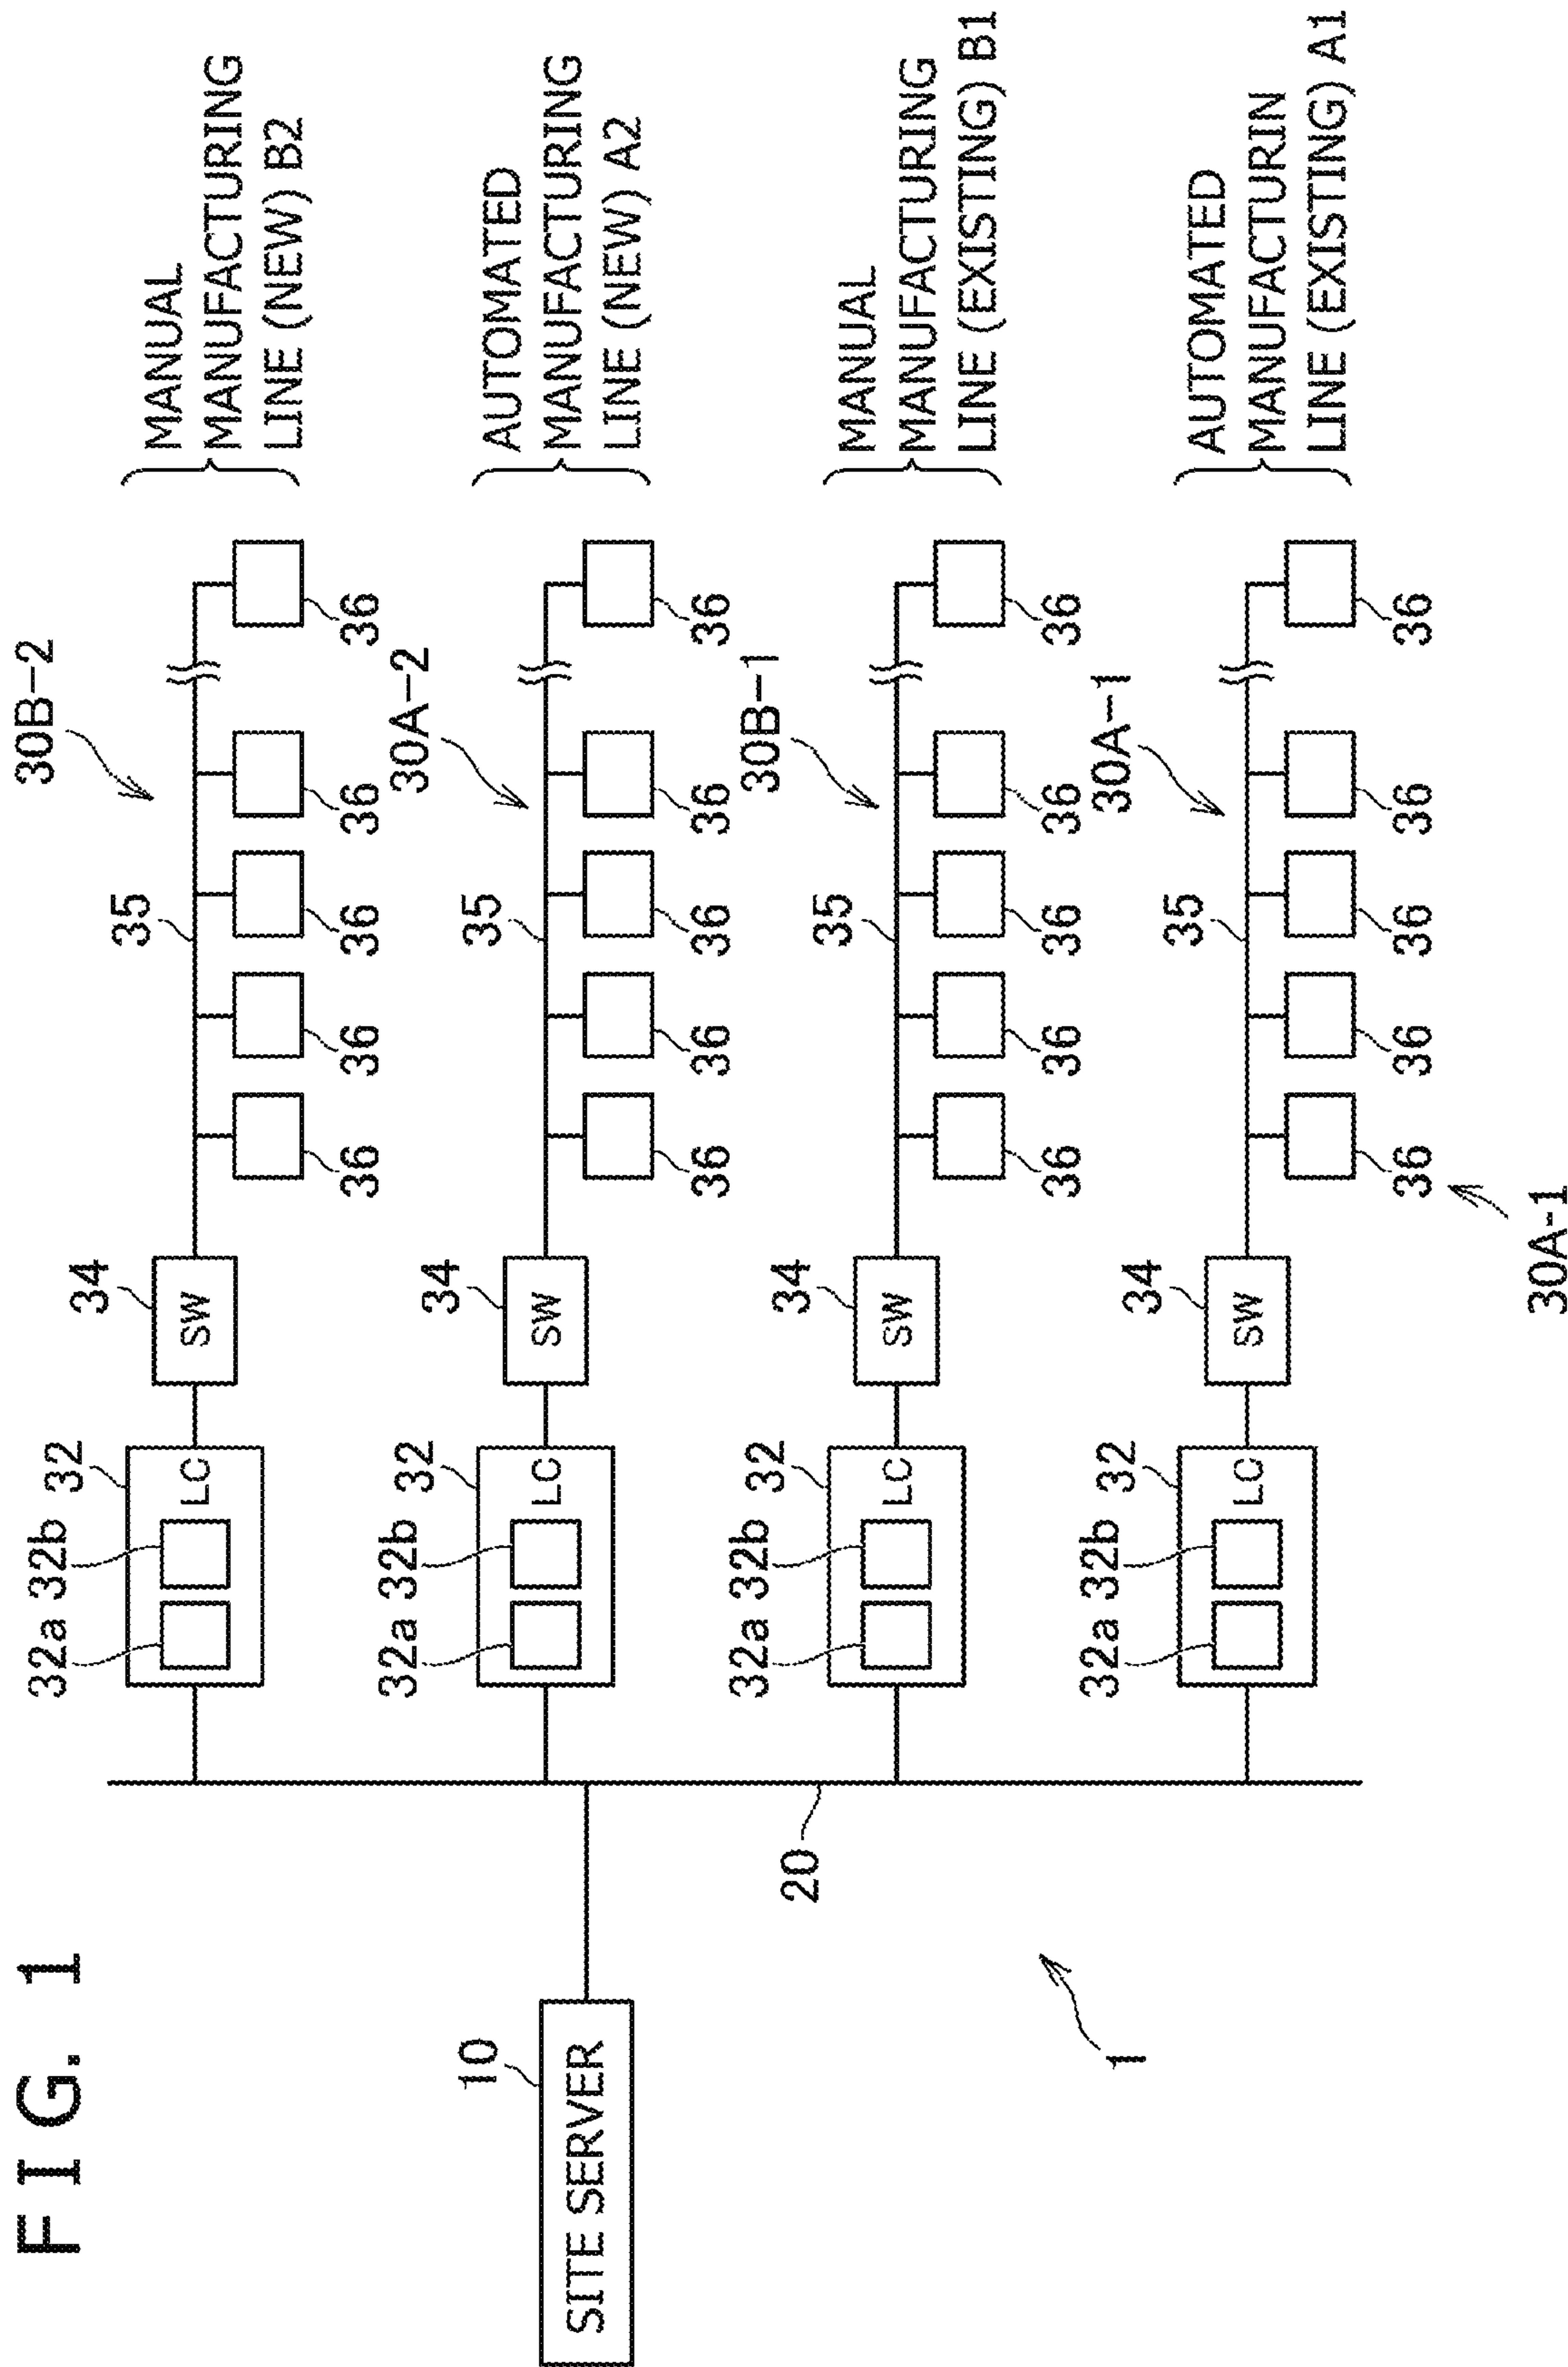 FIG. 1
30B-2
MANUAL
MANUFACTURING
LINE (NEW) B2
32a
32b
32
LC
34
SW
35
36
36
36
36
36
30A-2
AUTOMATED
MANUFACTURING
LINE (NEW) A2
32a
32b
32
LC
34
SW
35
36
36
36
36
36
10
SITE SERVER
30B-1
MANUAL
MANUFACTURING
LINE (EXISTING) B1
32a
32b
32
LC
34
SW
35
36
36
36
36
36
20
30A-1
AUTOMATED
MANUFACTURIN
LINE (EXISTING) A1
32a
32b
32
LC
34
SW
35
36
36
36
36
36
1
30A-1